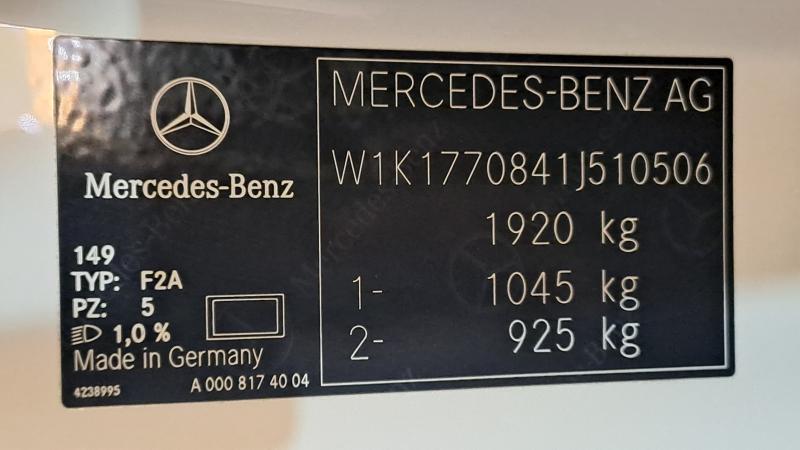 Mercedes-Benz
149
TYP: F2A
PZ: 5
1,0 %
Made in Germany
4238995 A 000 817 40 04
MERCEDES-BENZ AG
W1K1770841J510506
1920 kg
1- 1045 kg
2- 925 kg